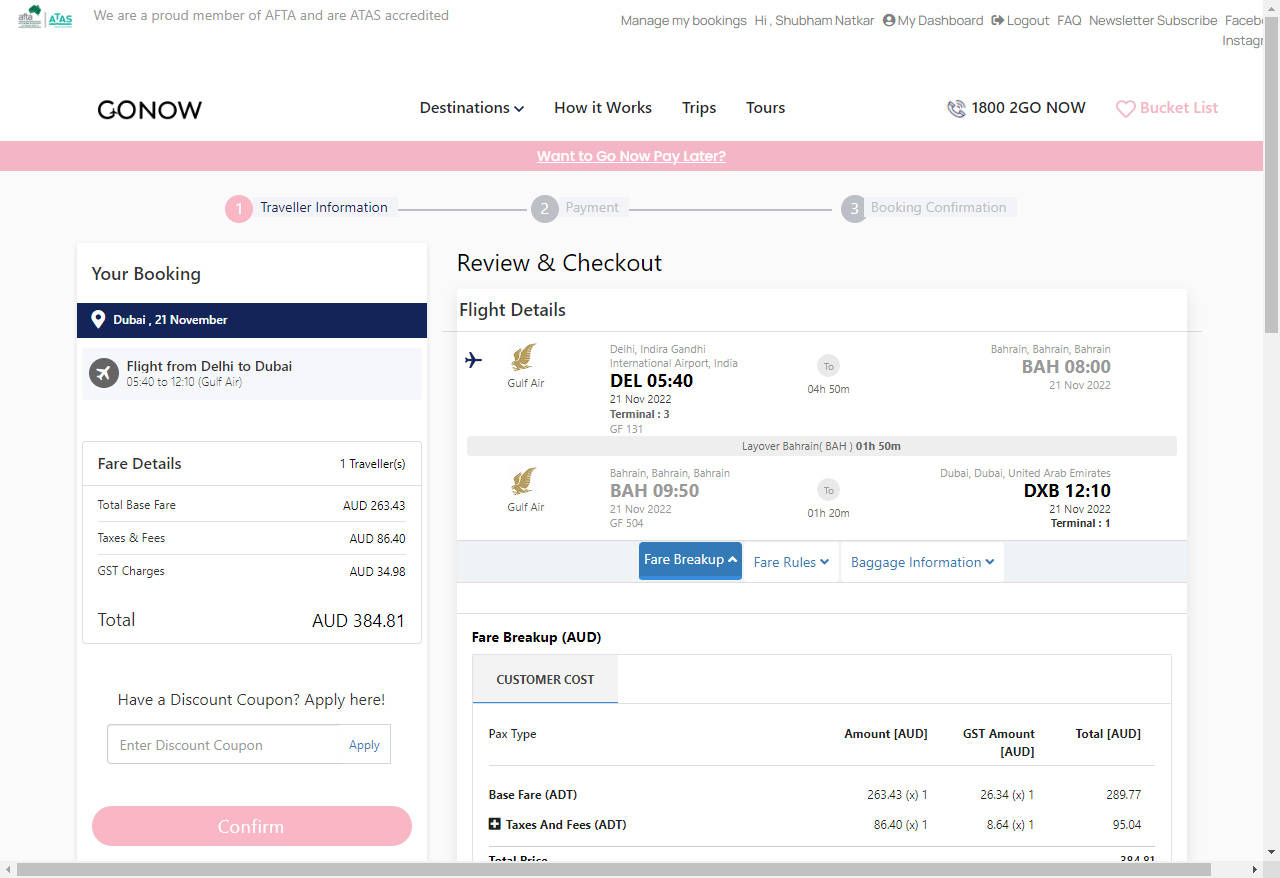 afta ATAS We are a proud member of AFTA and are ATAS accredited
Manage my bookings Hi , Shubham Natkar My Dashboard Logout FAQ Newsletter Subscribe
GONOW Destinations How it Works Trips Tours 1800 2GO NOW Bucket List
Want to Go Now Pay Later?
1 Traveller Information 2 Payment 3 Booking Confirmation
Your Booking
Dubai , 21 November
Flight from Delhi to Dubai
05:40 to 12:10 (Gulf Air)
Fare Details 1 Traveller(s)
Total Base Fare AUD 263.43
Taxes & Fees AUD 86.40
GST Charges AUD 34.98
Total AUD 384.81
Have a Discount Coupon? Apply here!
Enter Discount Coupon Apply
Confirm
Review & Checkout
Flight Details
Gulf Air
Delhi, Indira Gandhi
International Airport, India
DEL 05:40
21 Nov 2022
Terminal : 3
GF 131
To
04h 50m
Bahrain, Bahrain, Bahrain
BAH 08:00
21 Nov 2022
Layover Bahrain( BAH ) 01h 50m
Gulf Air
Bahrain, Bahrain, Bahrain
BAH 09:50
21 Nov 2022
GF 504
To
01h 20m
Dubai, Dubai, United Arab Emirates
DXB 12:10
21 Nov 2022
Terminal : 1
Fare Breakup Fare Rules Baggage Information
Fare Breakup (AUD)
CUSTOMER COST
Pax Type Amount [AUD] GST Amount [AUD] Total [AUD]
Base Fare (ADT) 263.43 (x) 1 26.34 (x) 1 289.77
Taxes And Fees (ADT) 86.40 (x) 1 8.64 (x) 1 95.04
Total Price 384.81